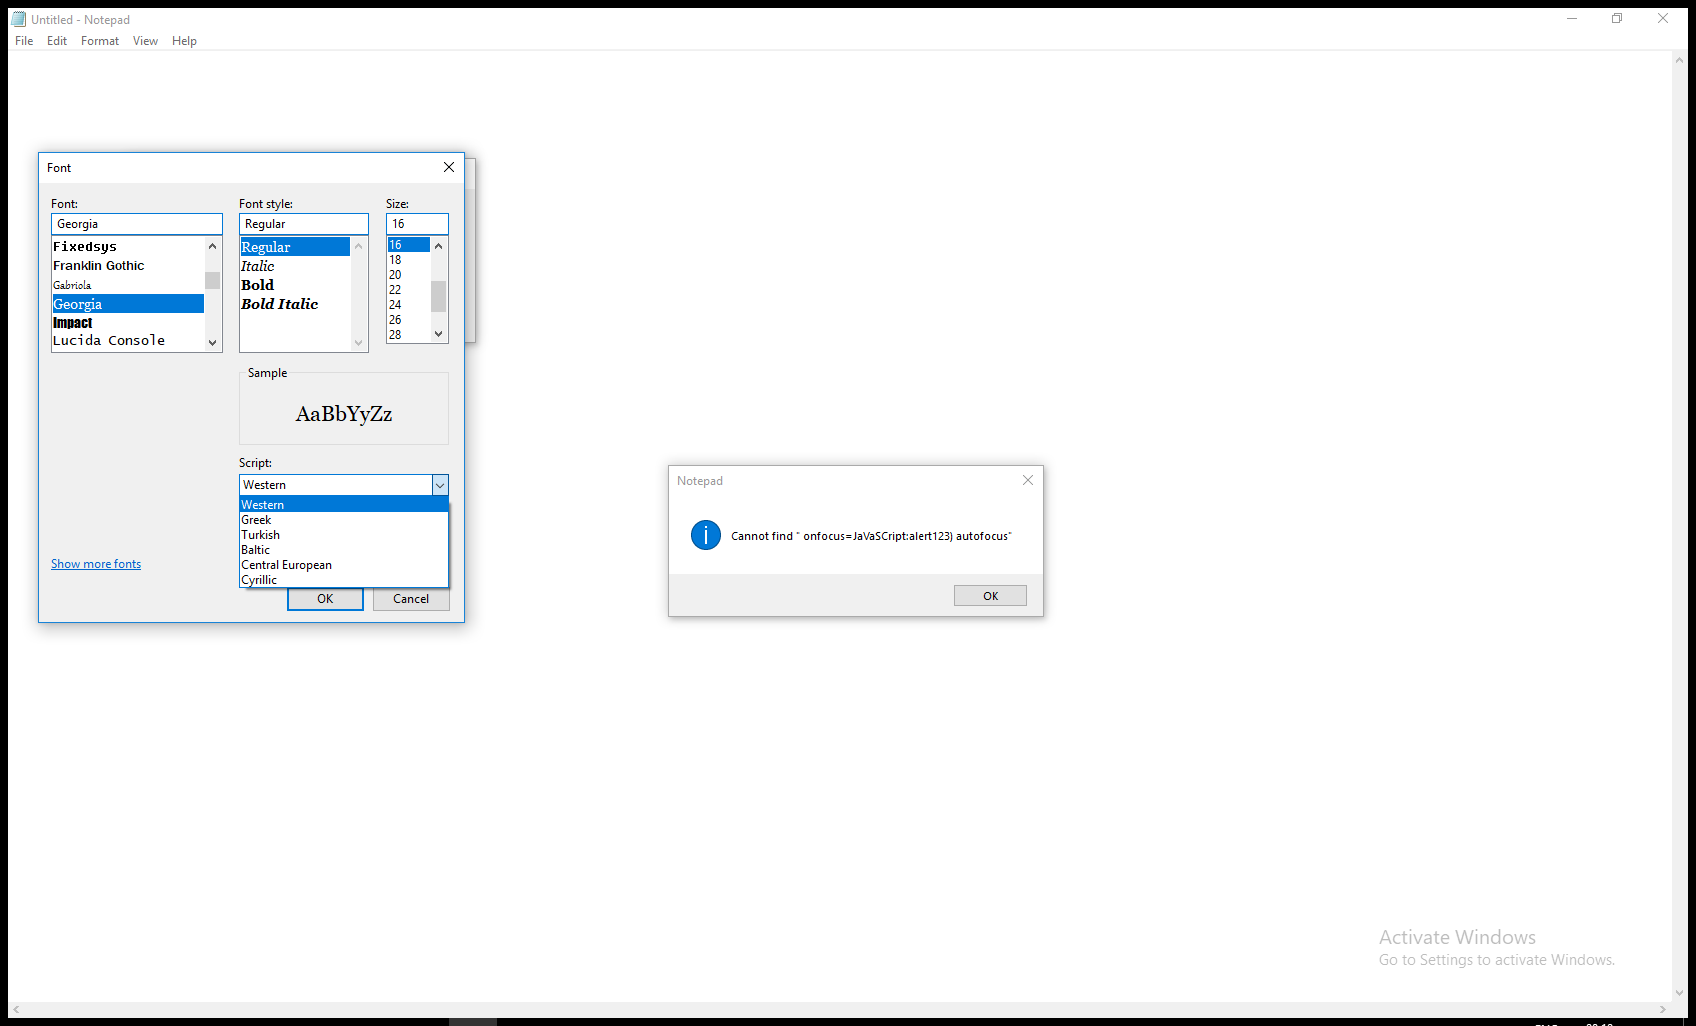 Untitled - Notepad
File Edit Format View Help
Font
Font: Font style: Size:
Georgia Regular 16
Fixedsys
Franklin Gothic
Gabriola
Georgia
Impact
Lucida Console
Regular
Italic
Bold
Bold Italic
16
18
20
22
24
26
28
Sample
AaBbYyZz
Script:
Western
Western
Greek
Turkish
Baltic
Central European
Cyrillic
Show more fonts
OK Cancel
Notepad
Cannot find " onfocus=JaVaSCript:alert123) autofocus"
OK
Activate Windows
Go to Settings to activate Windows.